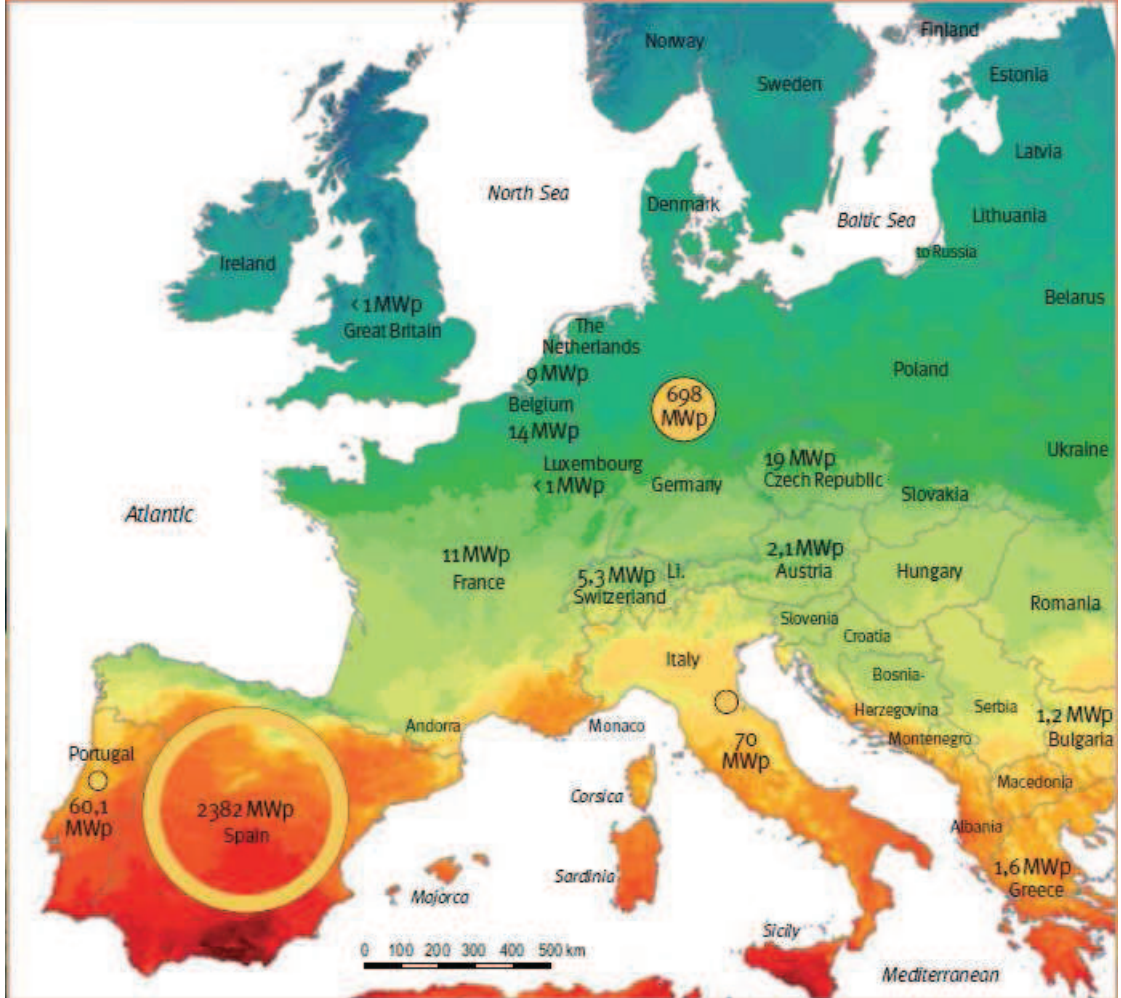 Norway
Finland
Sweden
Estonia
Latvia
North Sea
Denmark
Baltic Sea
Lithuania
to Russia
Ireland
Belarus
< 1 MWp
Great Britain
The
Netherlands
9 MWp
Poland
698
MWp
Belgium
14 MWp
Ukraine
Luxembourg
< 1 MWp
Germany
19 MWp
Czech Republic
Slovakia
Atlantic
11 MWp
France
5,3 MWp
Switzerland
Li.
2,1 MWp
Austria
Hungary
Romania
Slovenia
Croatia
Italy
Bosnia-
Herzegovina
Serbia
1,2 MWp
Bulgaria
Andorra
Monaco
Montenegro
Portugal
60,1
MWp
70
MWp
Macedonia
Corsica
2382 MWp
Spain
Albania
Sardinia
1,6 MWp
Greece
Majorca
Sicily
0 100 200 300 400 500 km
Mediterranean